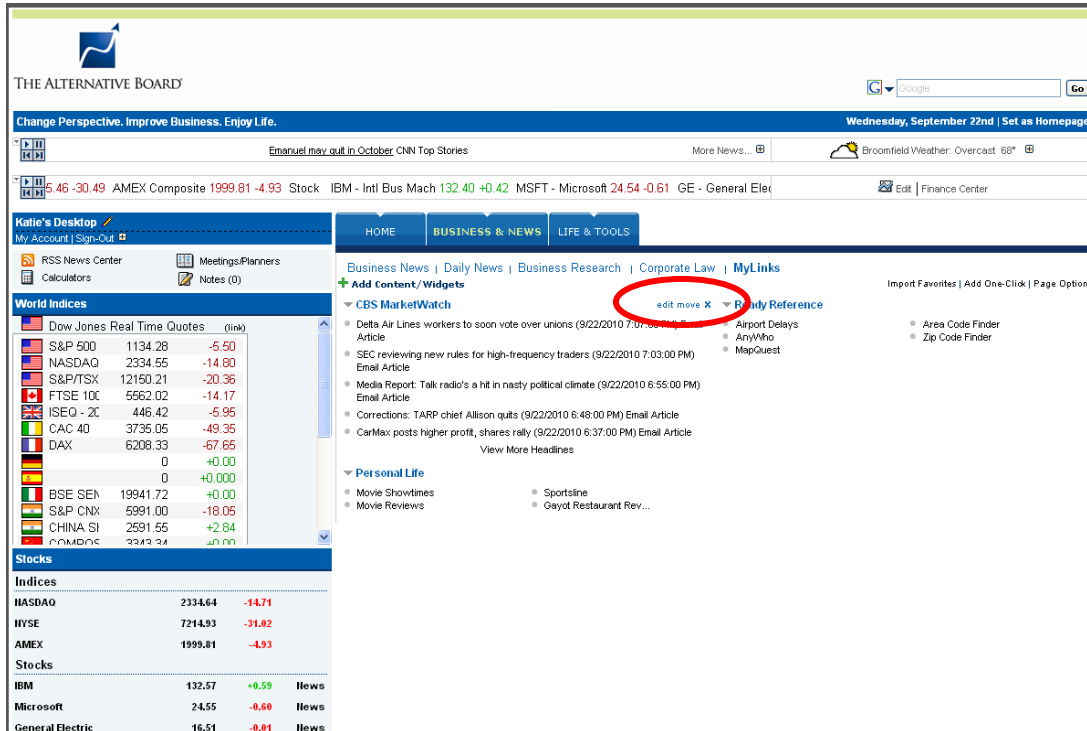 THE ALTERNATIVE BOARD®
G Google Go
Change Perspective. Improve Business. Enjoy Life. Wednesday, September 22nd | Set as Homepage
Emanuel may quit in October CNN Top Stories More News... Broomfield Weather: Overcast 68°
5.46 -30.49 AMEX Composite 1999.81 -4.93 Stock IBM - Intl Bus Mach 132.40 +0.42 MSFT - Microsoft 24.54 -0.61 GE - General Elec
Edit | Finance Center
Katie's Desktop
My Account | Sign-Out
HOME BUSINESS & NEWS LIFE & TOOLS
RSS News Center Meetings/Planners
Calculators Notes (0)
Business News | Daily News | Business Research | Corporate Law | MyLinks
Add Content/Widgets Import Favorites | Add One-Click | Page Option
World Indices
Dow Jones Real Time Quotes (link)
S&P 500 1134.28 -5.50
NASDAQ 2334.55 -14.80
S&P/TSX 12150.21 -20.36
FTSE 100 5562.02 -14.17
ISEQ - 20 446.42 -5.95
CAC 40 3735.05 -49.35
DAX 6208.33 -67.65
0 +0.00
0 +0.000
BSE SEN 19941.72 +0.00
S&P CNX 5991.00 -18.05
CHINA SH 2591.55 +2.84
COMPOS 3343.34 +0.00
CBS MarketWatch edit move X
Delta Air Lines workers to soon vote over unions (9/22/2010 PM) Email
Article
SEC reviewing new rules for high-frequency traders (9/22/2010 7:03:00 PM)
Email Article
Media Report: Talk radio's a hit in nasty political climate (9/22/2010 6:55:00 PM)
Email Article
Corrections: TARP chief Allison quits (9/22/2010 6:48:00 PM) Email Article
CarMax posts higher profit, shares rally (9/22/2010 6:37:00 PM) Email Article
View More Headlines
Ready Reference
Airport Delays Area Code Finder
AnyWho Zip Code Finder
MapQuest
Personal Life
Movie Showtimes Sportsline
Movie Reviews Gayot Restaurant Rev...
Stocks
Indices
NASDAQ 2334.64 -14.71
NYSE 7214.93 -31.02
AMEX 1999.81 -4.93
Stocks
IBM 132.57 +0.59 News
Microsoft 24.55 -0.60 News
General Electric 16.51 -0.01 News